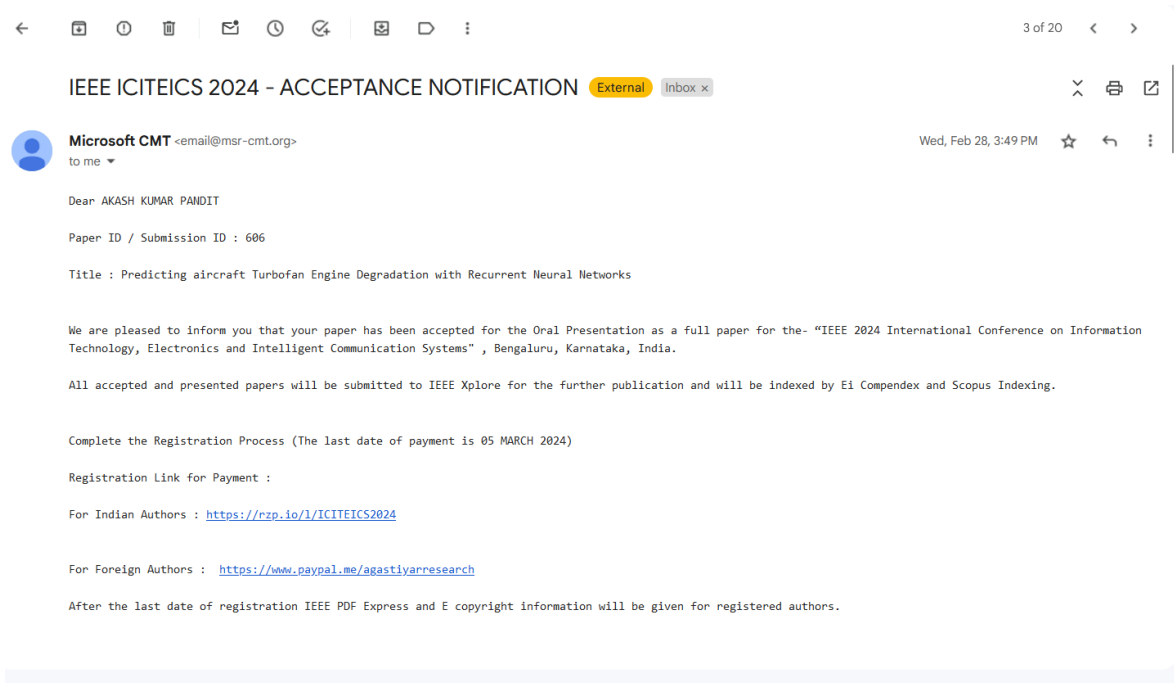 3 of 20
IEEE ICITEICS 2024 - ACCEPTANCE NOTIFICATION External Inbox ×
Microsoft CMT <email@msr-cmt.org> Wed, Feb 28, 3:49 PM
to me
Dear AKASH KUMAR PANDIT
Paper ID / Submission ID : 606
Title : Predicting aircraft Turbofan Engine Degradation with Recurrent Neural Networks
We are pleased to inform you that your paper has been accepted for the Oral Presentation as a full paper for the- “IEEE 2024 International Conference on Information
Technology, Electronics and Intelligent Communication Systems" , Bengaluru, Karnataka, India.
All accepted and presented papers will be submitted to IEEE Xplore for the further publication and will be indexed by Ei Compendex and Scopus Indexing.
Complete the Registration Process (The last date of payment is 05 MARCH 2024)
Registration Link for Payment :
For Indian Authors : https://rzp.io/l/ICITEICS2024
For Foreign Authors :  https://www.paypal.me/agastiyarresearch
After the last date of registration IEEE PDF Express and E copyright information will be given for registered authors.